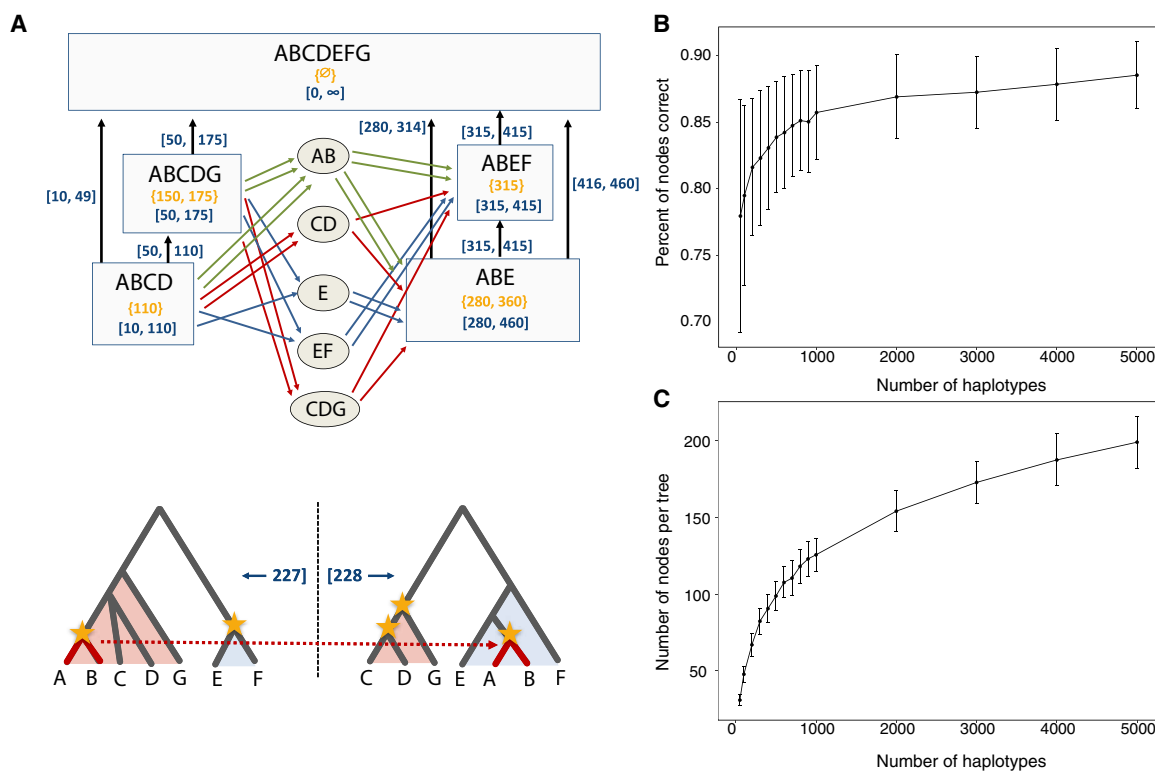 A
ABCDEFG
{∅}
[0, ∞]
[50, 175]
[280, 314]
[315, 415]
[10, 49]
[416, 460]
ABCDG
{150, 175}
[50, 175]
AB
ABEF
{315}
[315, 415]
CD
[50, 110]
[315, 415]
ABCD
{110}
[10, 110]
E
ABE
{280, 360}
[280, 460]
EF
CDG
227]
[228
A B C D G E F
C D G E A B F
B
Percent of nodes correct
0.90
0.85
0.80
0.75
0.70
0 1000 2000 3000 4000 5000
Number of haplotypes
C
Number of nodes per tree
200
150
100
50
0 1000 2000 3000 4000 5000
Number of haplotypes